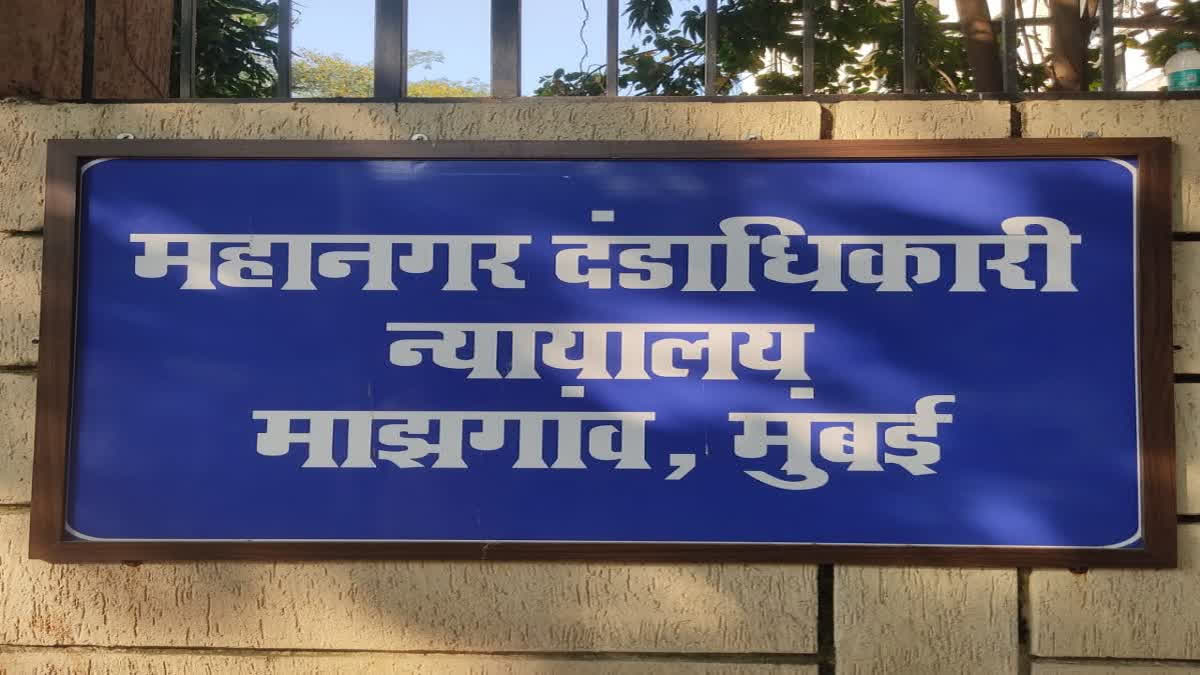 महानगर दंडाधिकारी
न्यायालय
माझगांव, मुंबई